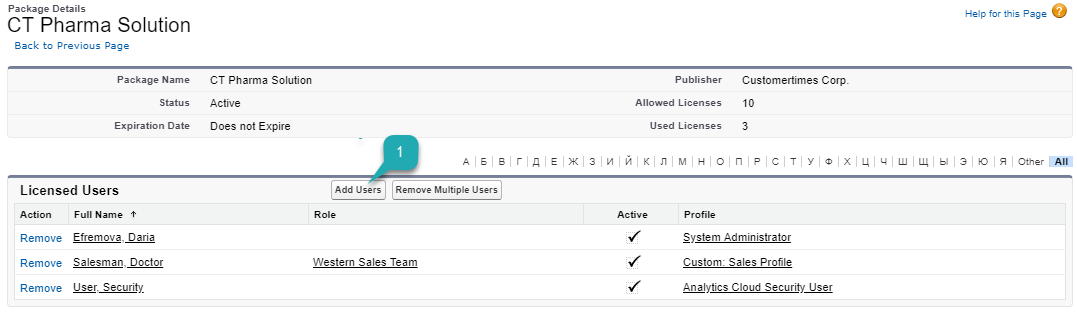 Package Details
CT Pharma Solution
Help for this Page ?
Back to Previous Page
Package Name CT Pharma Solution Publisher Customertimes Corp.
Status Active Allowed Licenses 10
Expiration Date Does not Expire Used Licenses 3
1
А | Б | В | Г | Д | Е | Ж | З | И | Й | К | Л | М | Н | О | П | Р | С | Т | У | Ф | Х | Ц | Ч | Ш | Щ | Ы | Э | Ю | Я | Other | All
Licensed Users Add Users Remove Multiple Users
Action Full Name ↑ Role Active Profile
Remove Efremova, Daria ✓ System Administrator
Remove Salesman, Doctor Western Sales Team ✓ Custom: Sales Profile
Remove User, Security ✓ Analytics Cloud Security User